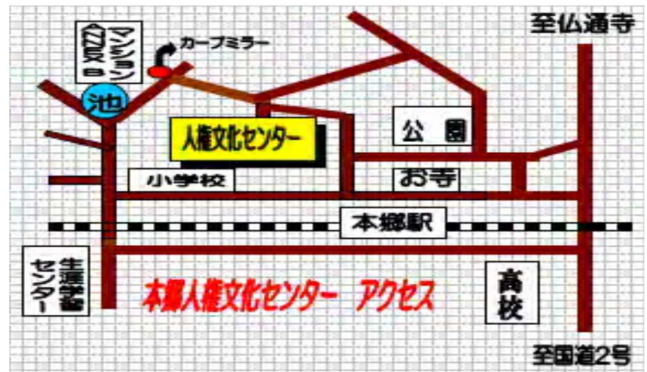 至仏通寺
マンション
カーブミラー
池
人権文化センター
公園
小学校
お寺
本郷駅
生涯学習
センター
高校
本郷人権文化センター アクセス
至国道2号